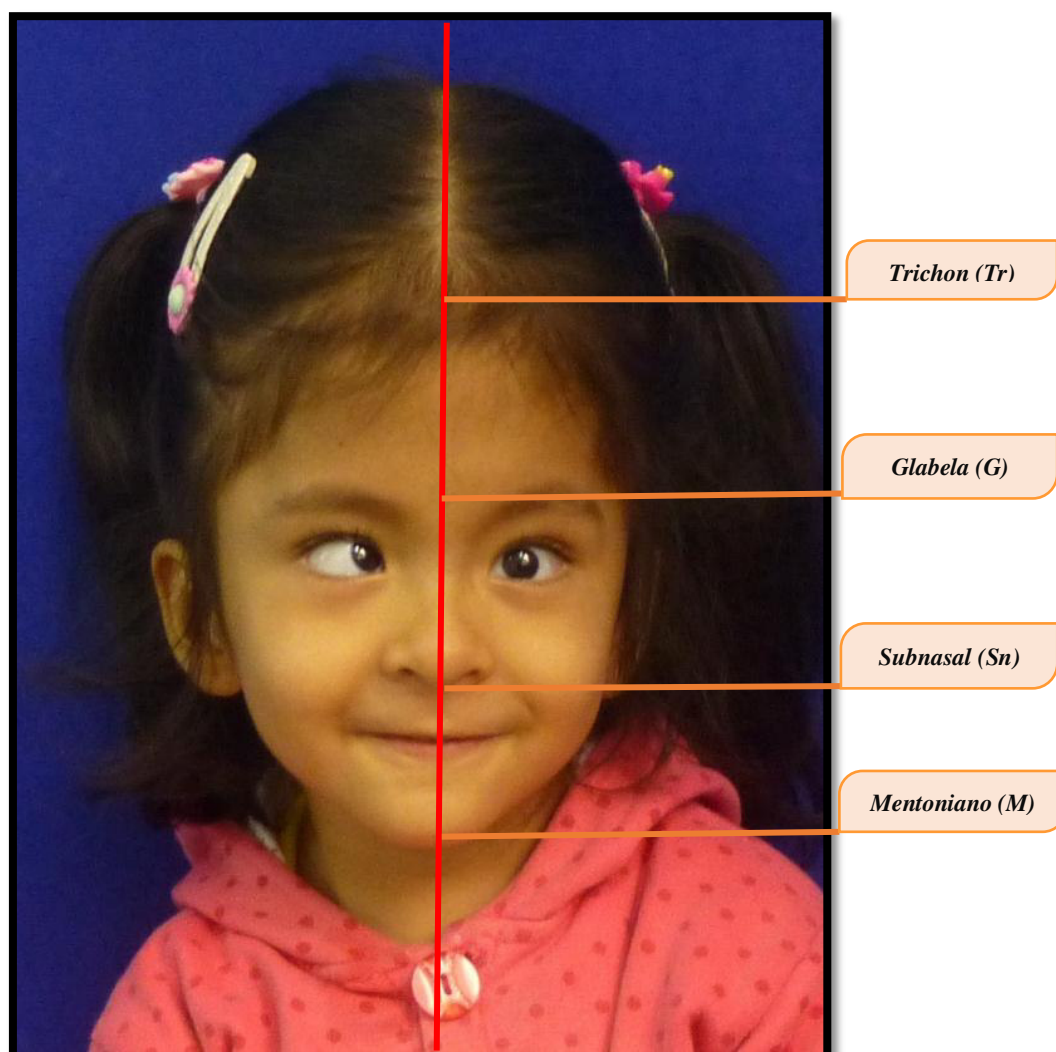 Trichon (Tr)
Glabela (G)
Subnasal (Sn)
Mentoniano (M)